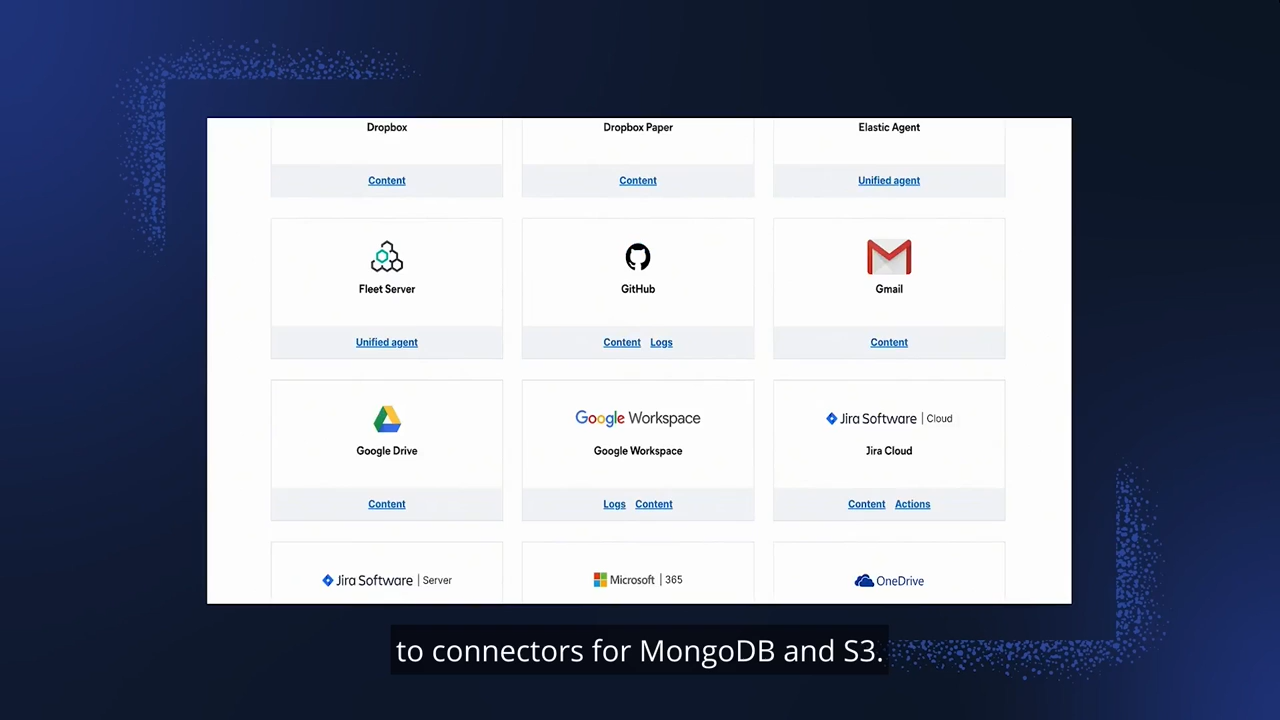 Dropbox
Dropbox Paper
Elastic Agent
Content
Content
Unified agent
Fleet Server
GitHub
Gmail
Unified agent
Content Logs
Content
Google Workspace
Jira Software | Cloud
Google Drive
Google Workspace
Jira Cloud
Content
Logs Content
Content Actions
Jira Software | Server
Microsoft | 365
OneDrive
to connectors for MongoDB and S3.